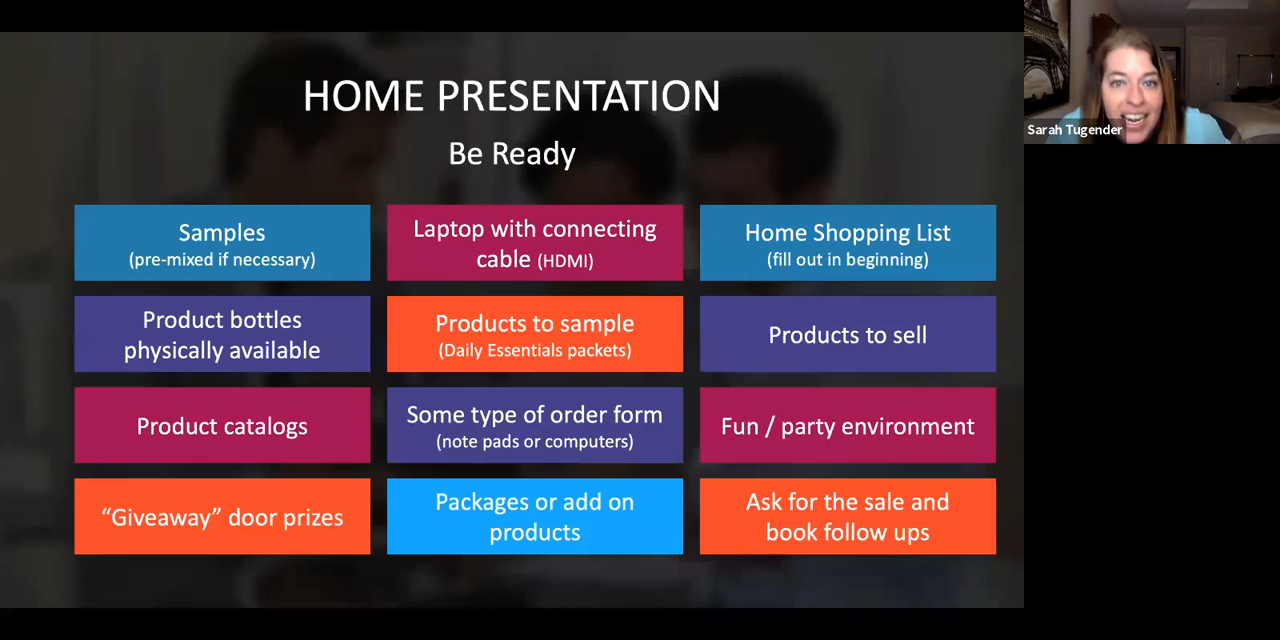 HOME PRESENTATION
Be Ready
Samples
(pre-mixed if necessary)
Laptop with connecting
cable (HDMI)
Home Shopping List
(fill out in beginning)
Product bottles
physically available
Products to sample
(Daily Essentials packets)
Products to sell
Product catalogs
Some type of order form
(note pads or computers)
Fun / party environment
“Giveaway” door prizes
Packages or add on
products
Ask for the sale and
book follow ups
Sarah Tugender